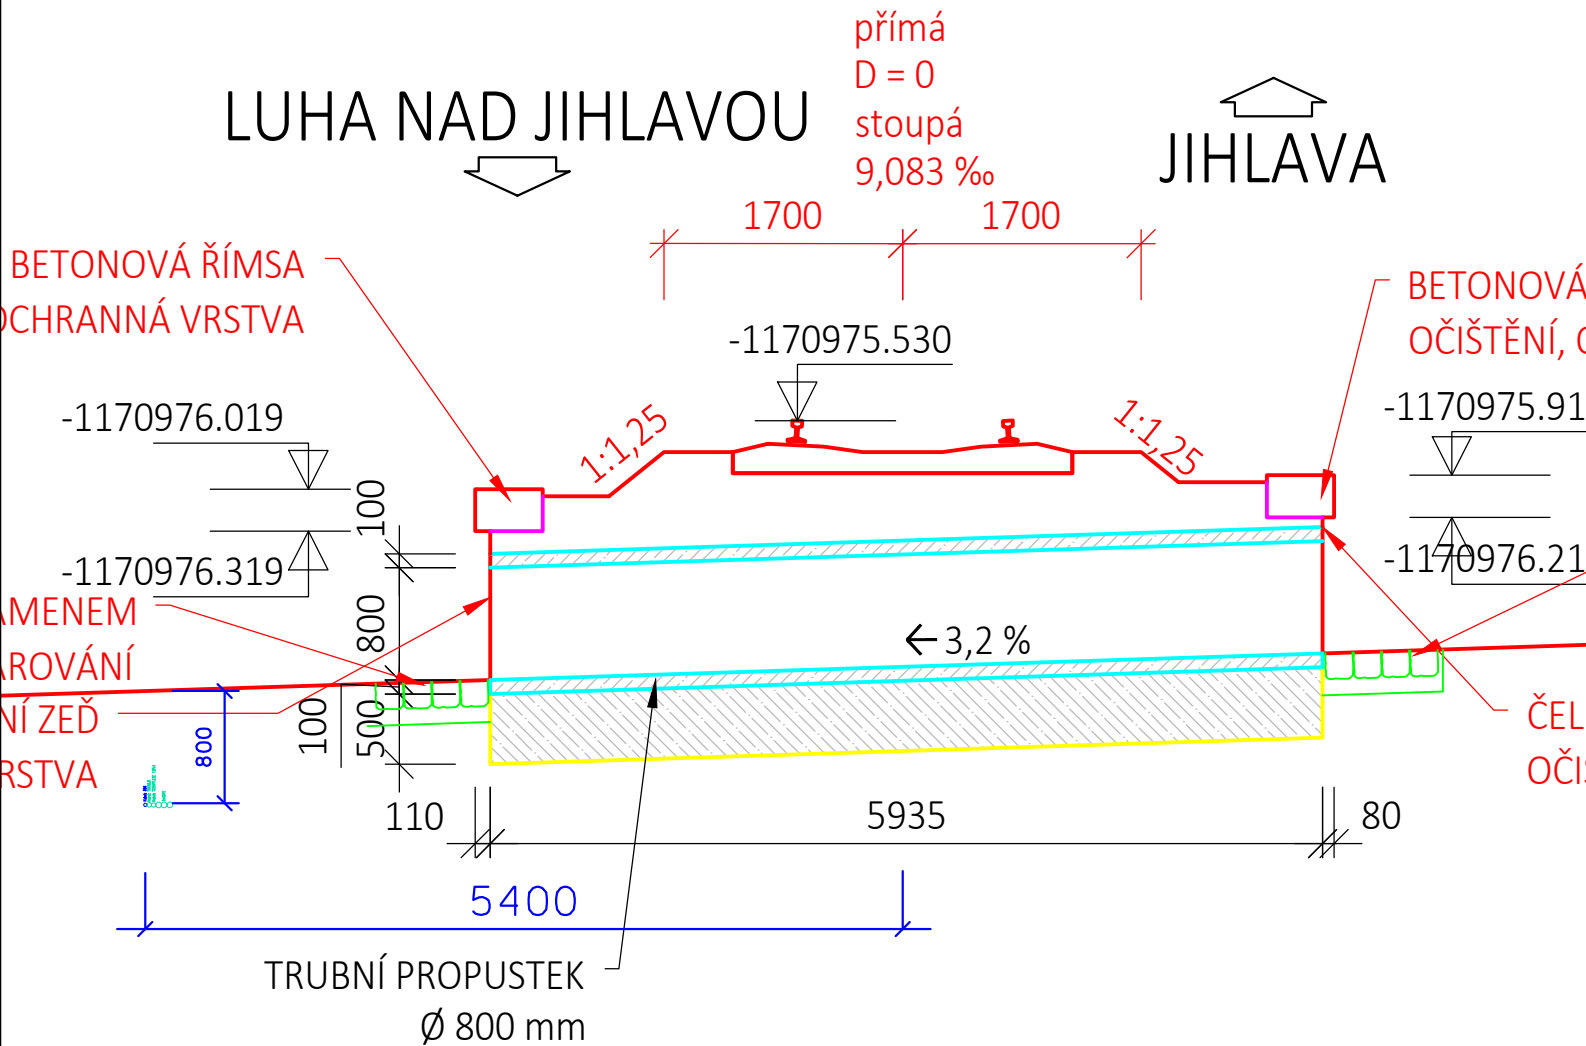 přímá
D = 0
stoupá
9,083 ‰
LUHA NAD JIHLAVOU
JIHLAVA
1700
1700
BETONOVÁ ŘÍMSA
OCHRANNÁ VRSTVA
BETONOVÁ
OČIŠTĚNÍ, O
-1170975.530
-1170976.019
-1170975.91
1:1,25
1:1,25
100
-1170976.319
-1170976.21
AMENEM
AROVÁNÍ
NÍ ZEĎ
RSTVA
800
← 3,2 %
100
500
800
ČEL
OČIŠ
110
5935
80
5400
TRUBNÍ PROPUSTEK
Ø 800 mm